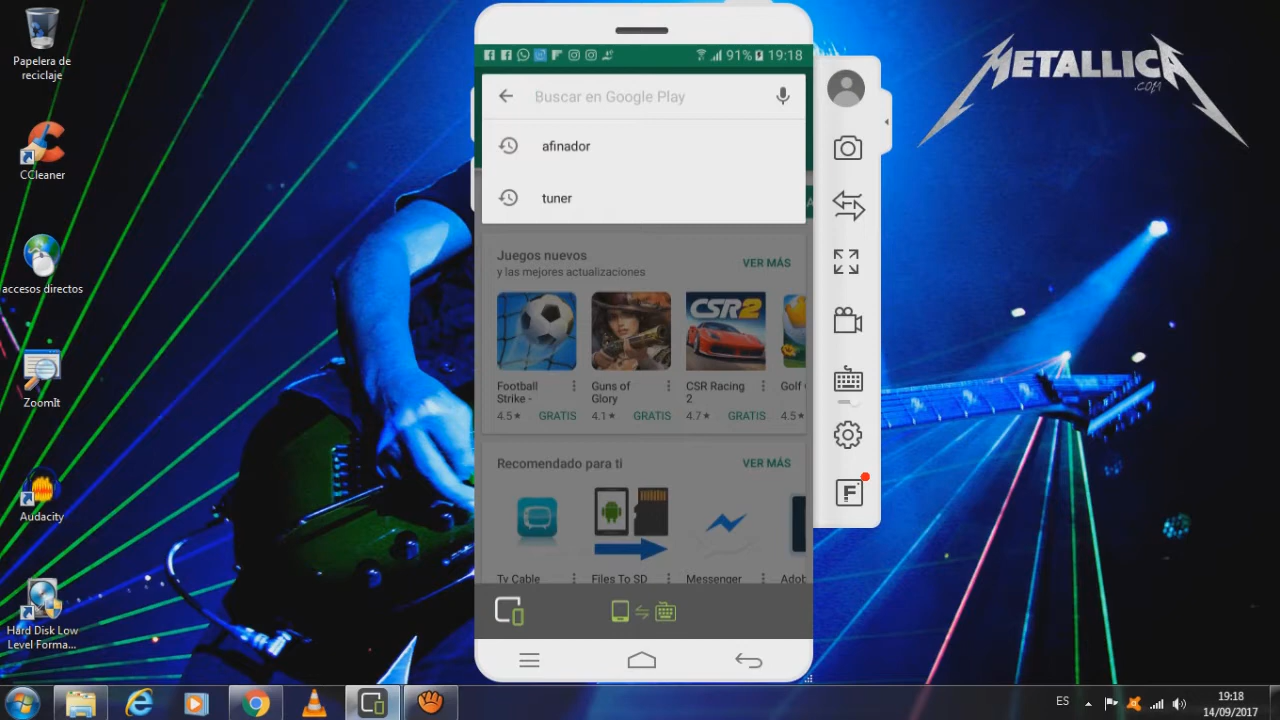 Papelera de
reciclaje
CCleaner
accesos directos
ZoomIt
Audacity
Hard Disk Low
Level Forma...
91% 19:18
Buscar en Google Play
afinador
tuner
Juegos nuevos
y las mejores actualizaciones
VER MÁS
CSR2
Football
Strike -
4.5★ GRATIS
Guns of
Glory
4.1★ GRATIS
CSR Racing
2
4.7★ GRATIS
Golf
4.5★
Recomendado para ti
VER MÁS
Tv Cable
Files To SD
Messenger
Adob
METALLICA
.COM
ES
19:18
14/09/2017